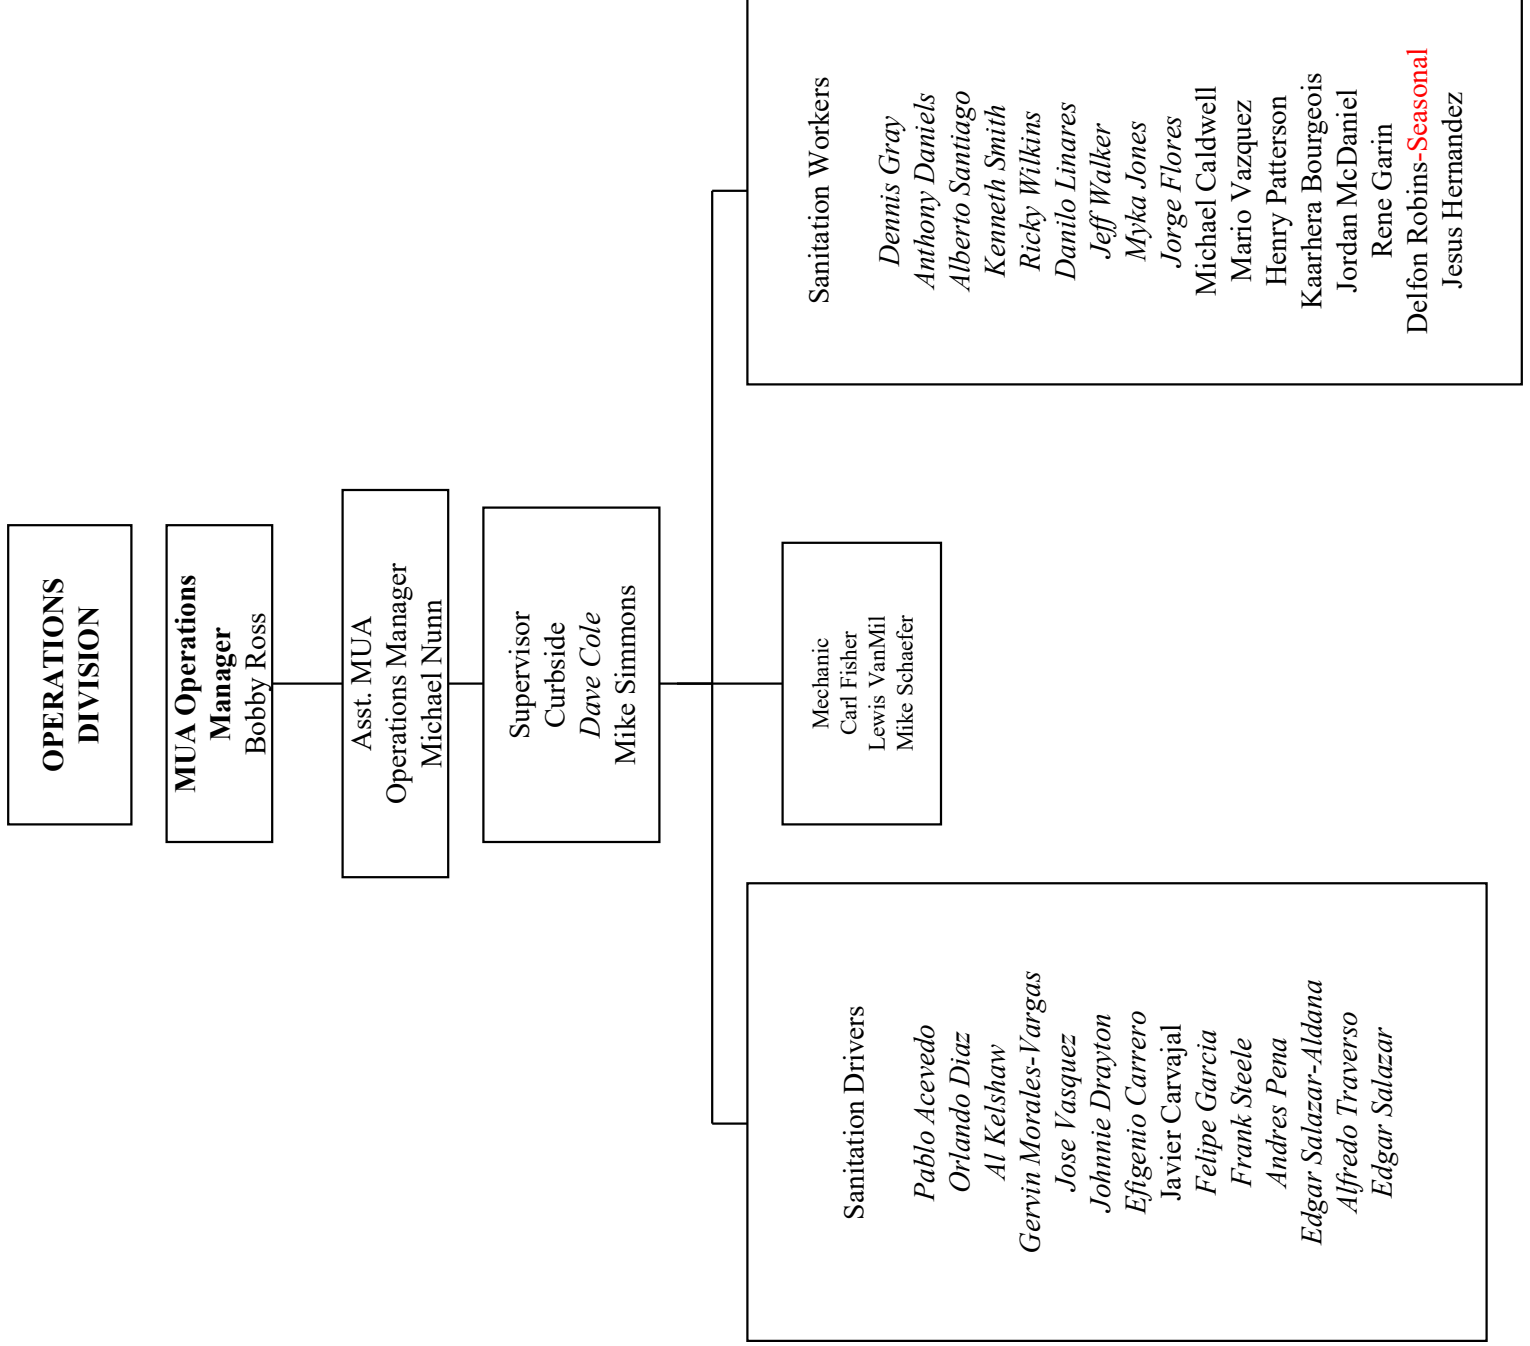 OPERATIONS
DIVISION
MUA Operations
Manager
Bobby Ross
Asst. MUA
Operations Manager
Michael Nunn
Supervisor
Curbside
Dave Cole
Mike Simmons
Sanitation Drivers
Pablo Acevedo
Orlando Diaz
Al Kelshaw
Gervin Morales-Vargas
Jose Vasquez
Johnnie Drayton
Efigenio Carrero
Javier Carvajal
Felipe Garcia
Frank Steele
Andres Pena
Edgar Salazar-Aldana
Alfredo Traverso
Edgar Salazar
Mechanic
Carl Fisher
Lewis VanMil
Mike Schaefer
Sanitation Workers
Dennis Gray
Anthony Daniels
Alberto Santiago
Kenneth Smith
Ricky Wilkins
Danilo Linares
Jeff Walker
Myka Jones
Jorge Flores
Michael Caldwell
Mario Vazquez
Henry Patterson
Kaarhera Bourgeois
Jordan McDaniel
Rene Garin
Delfon Robins-Seasonal
Jesus Hernandez